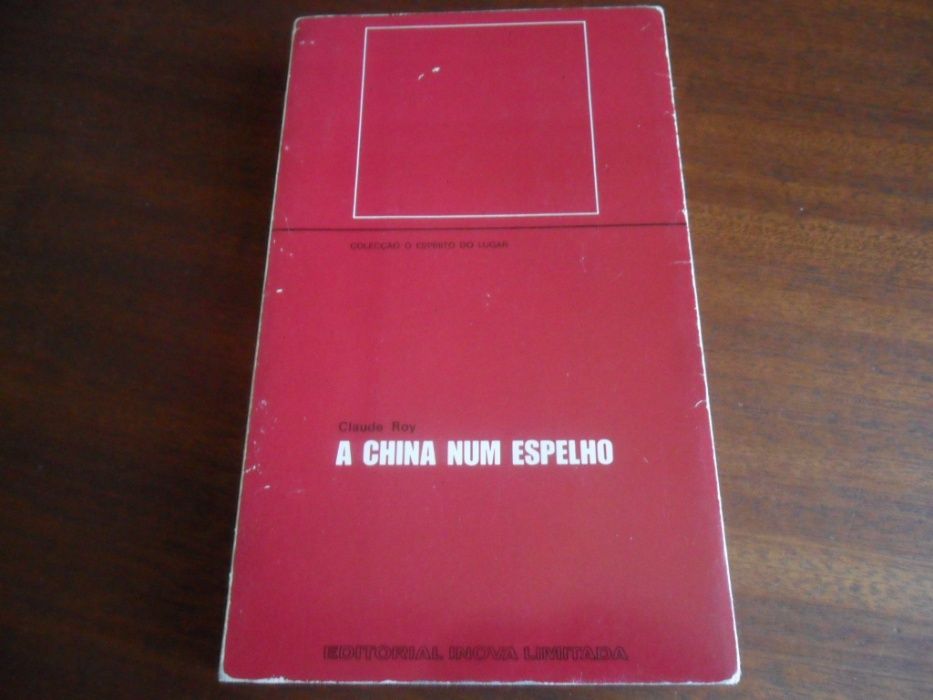 COLECÇÃO O ESPÍRITO DO LUGAR
Claude Roy
A CHINA NUM ESPELHO
EDITORIAL INOVA LIMITADA